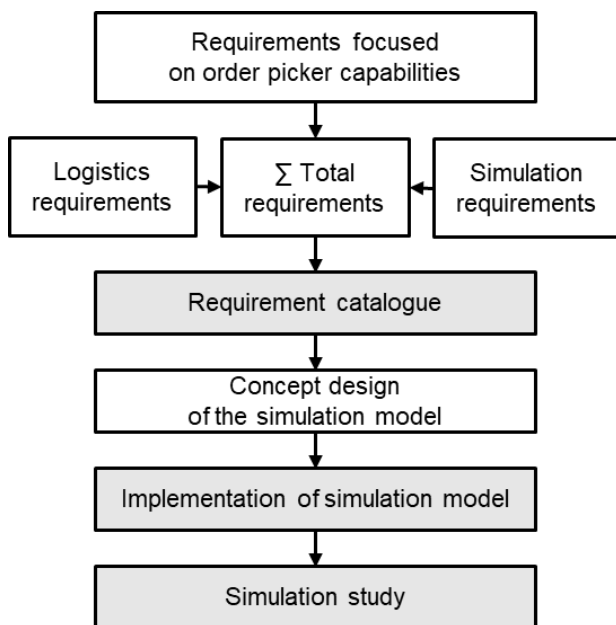 Requirements focused
on order picker capabilities
Logistics
requirements
∑ Total
requirements
Simulation
requirements
Requirement catalogue
Concept design
of the simulation model
Implementation of simulation model
Simulation study